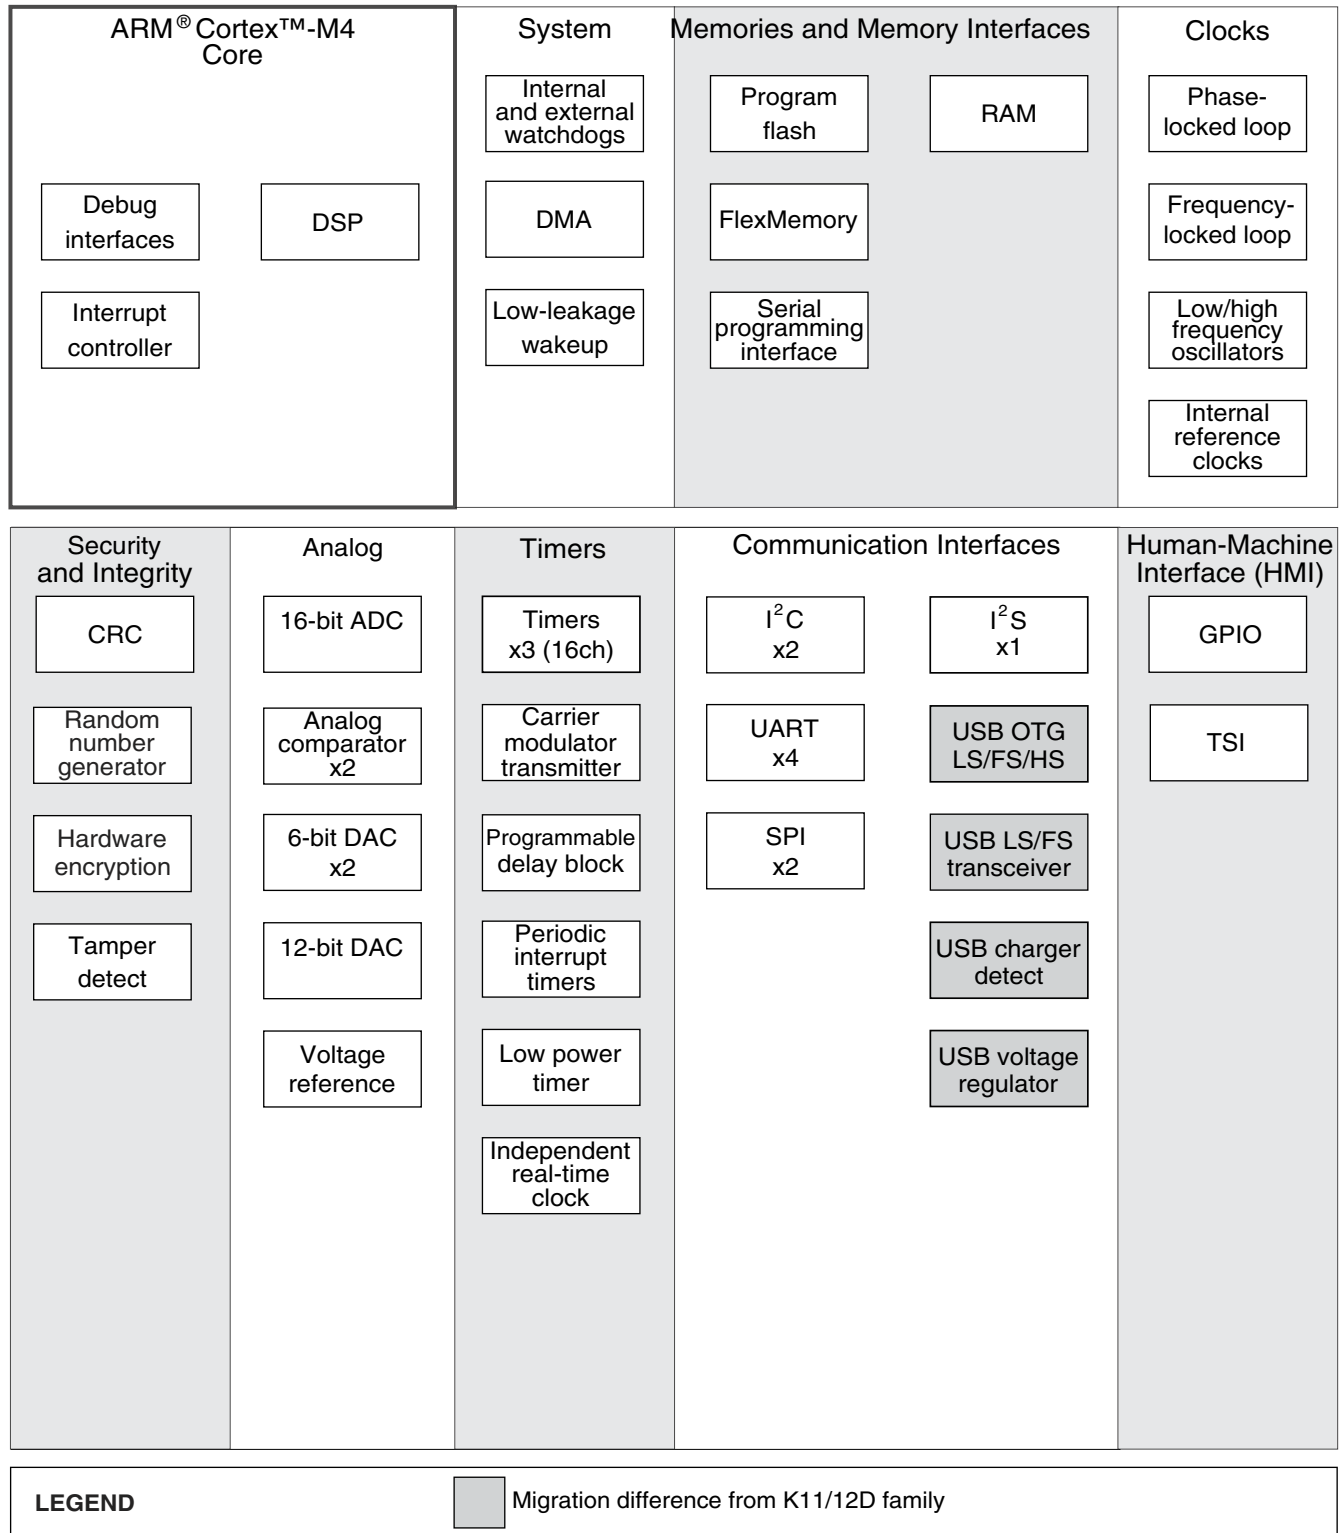 ARM® Cortex™-M4
Core
Debug
interfaces
DSP
Interrupt
controller
System
Internal
and external
watchdogs
DMA
Low-leakage
wakeup
Memories and Memory Interfaces
Program
flash
RAM
FlexMemory
Serial
programming
interface
Clocks
Phase-
locked loop
Frequency-
locked loop
Low/high
frequency
oscillators
Internal
reference
clocks
Security
and Integrity
CRC
Random
number
generator
Hardware
encryption
Tamper
detect
Analog
16-bit ADC
Analog
comparator
x2
6-bit DAC
x2
12-bit DAC
Voltage
reference
Timers
Timers
x3 (16ch)
Carrier
modulator
transmitter
Programmable
delay block
Periodic
interrupt
timers
Low power
timer
Independent
real-time
clock
Communication Interfaces
I²C
x2
UART
x4
SPI
x2
I²S
x1
USB OTG
LS/FS/HS
USB LS/FS
transceiver
USB charger
detect
USB voltage
regulator
Human-Machine
Interface (HMI)
GPIO
TSI
LEGEND
Migration difference from K11/12D family